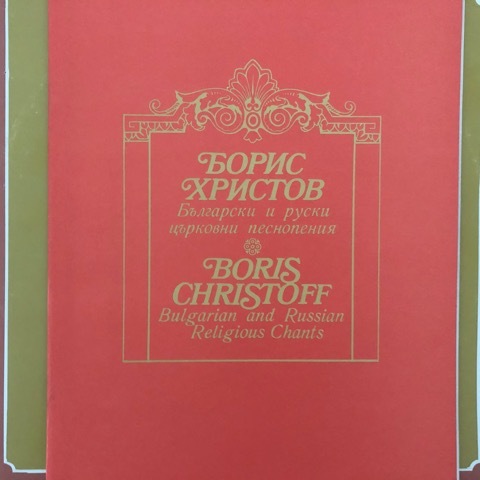 БОРИС
ХРИСТОВ
Български и руски
църковни песнопения
BORIS
CHRISTOFF
Bulgarian and Russian
Religious Chants